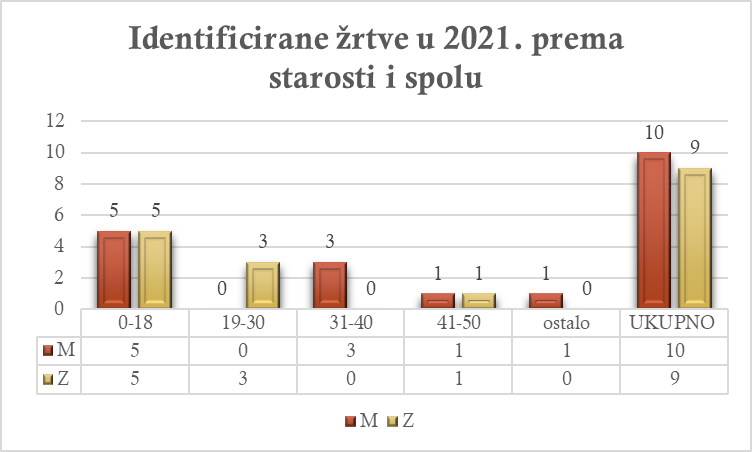 Identificirane žrtve u 2021. prema
starosti i spolu
12
10
8
6
4
2
0
5 5
0 3
3 0
1 1
1 0
10 9
0-18 19-30 31-40 41-50 ostalo UKUPNO
M 5 0 3 1 1 10
Z 5 3 0 1 0 9
M Z